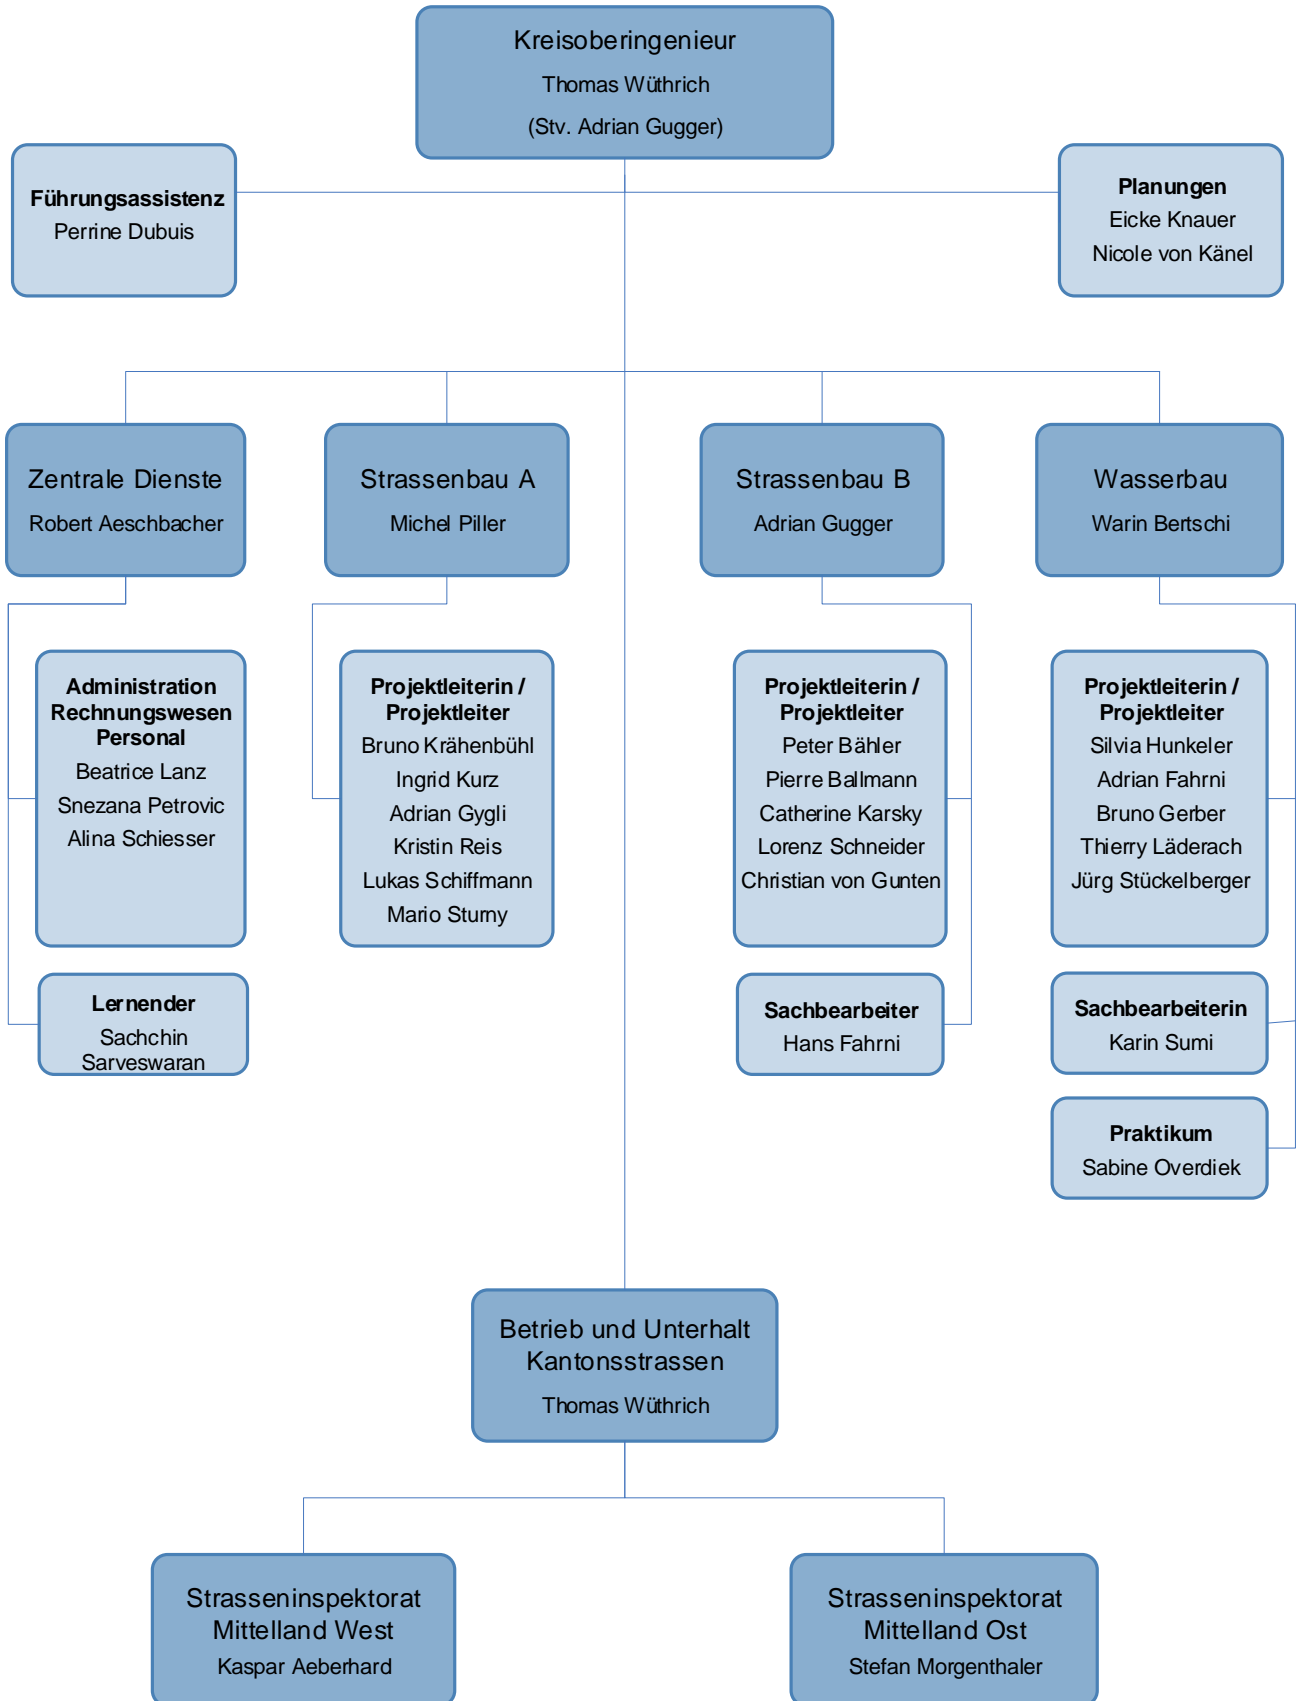 Kreisoberingenieur
Thomas Wüthrich
(Stv. Adrian Gugger)
Führungsassistenz
Perrine Dubuis
Planungen
Eicke Knauer
Nicole von Känel
Zentrale Dienste
Robert Aeschbacher
Strassenbau A
Michel Piller
Strassenbau B
Adrian Gugger
Wasserbau
Warin Bertschi
Administration
Rechnungswesen
Personal
Beatrice Lanz
Snezana Petrovic
Alina Schiesser
Projektleiterin /
Projektleiter
Bruno Krähenbühl
Ingrid Kurz
Adrian Gygli
Kristin Reis
Lukas Schiffmann
Mario Sturny
Projektleiterin /
Projektleiter
Peter Bähler
Pierre Ballmann
Catherine Karsky
Lorenz Schneider
Christian von Gunten
Projektleiterin /
Projektleiter
Silvia Hunkeler
Adrian Fahrni
Bruno Gerber
Thierry Läderach
Jürg Stückelberger
Lernender
Sachchin
Sarveswaran
Sachbearbeiter
Hans Fahrni
Sachbearbeiterin
Karin Sumi
Praktikum
Sabine Overdiek
Betrieb und Unterhalt
Kantonsstrassen
Thomas Wüthrich
Strasseninspektorat
Mittelland West
Kaspar Aeberhard
Strasseninspektorat
Mittelland Ost
Stefan Morgenthaler